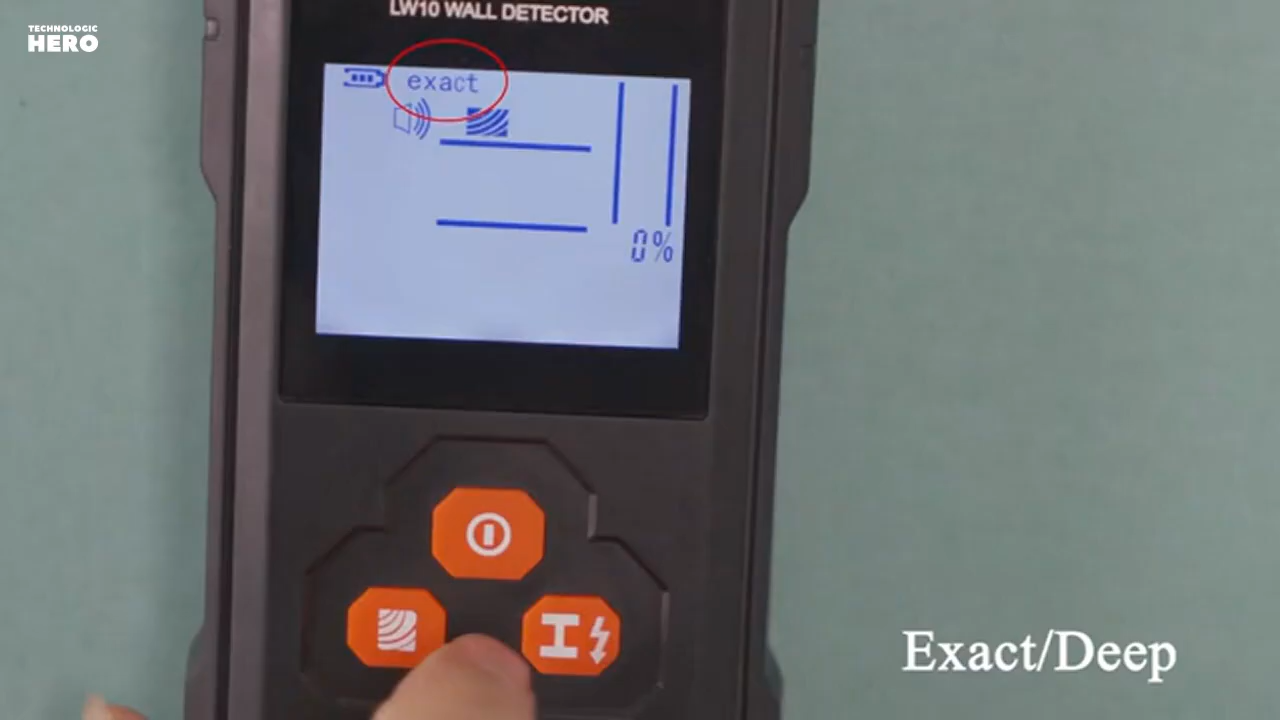 TECHNOLOGIC
HERO
LW10 WALL DETECTOR
exact
0%
Exact/Deep